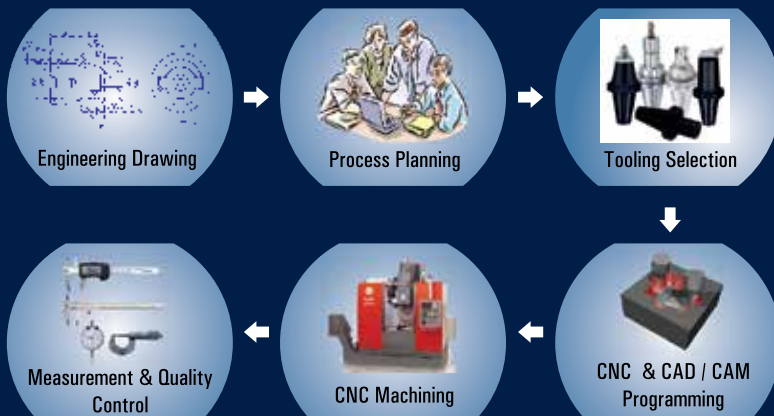 Engineering Drawing
Process Planning
Tooling Selection
CNC & CAD / CAM
Programming
CNC Machining
Measurement & Quality
Control